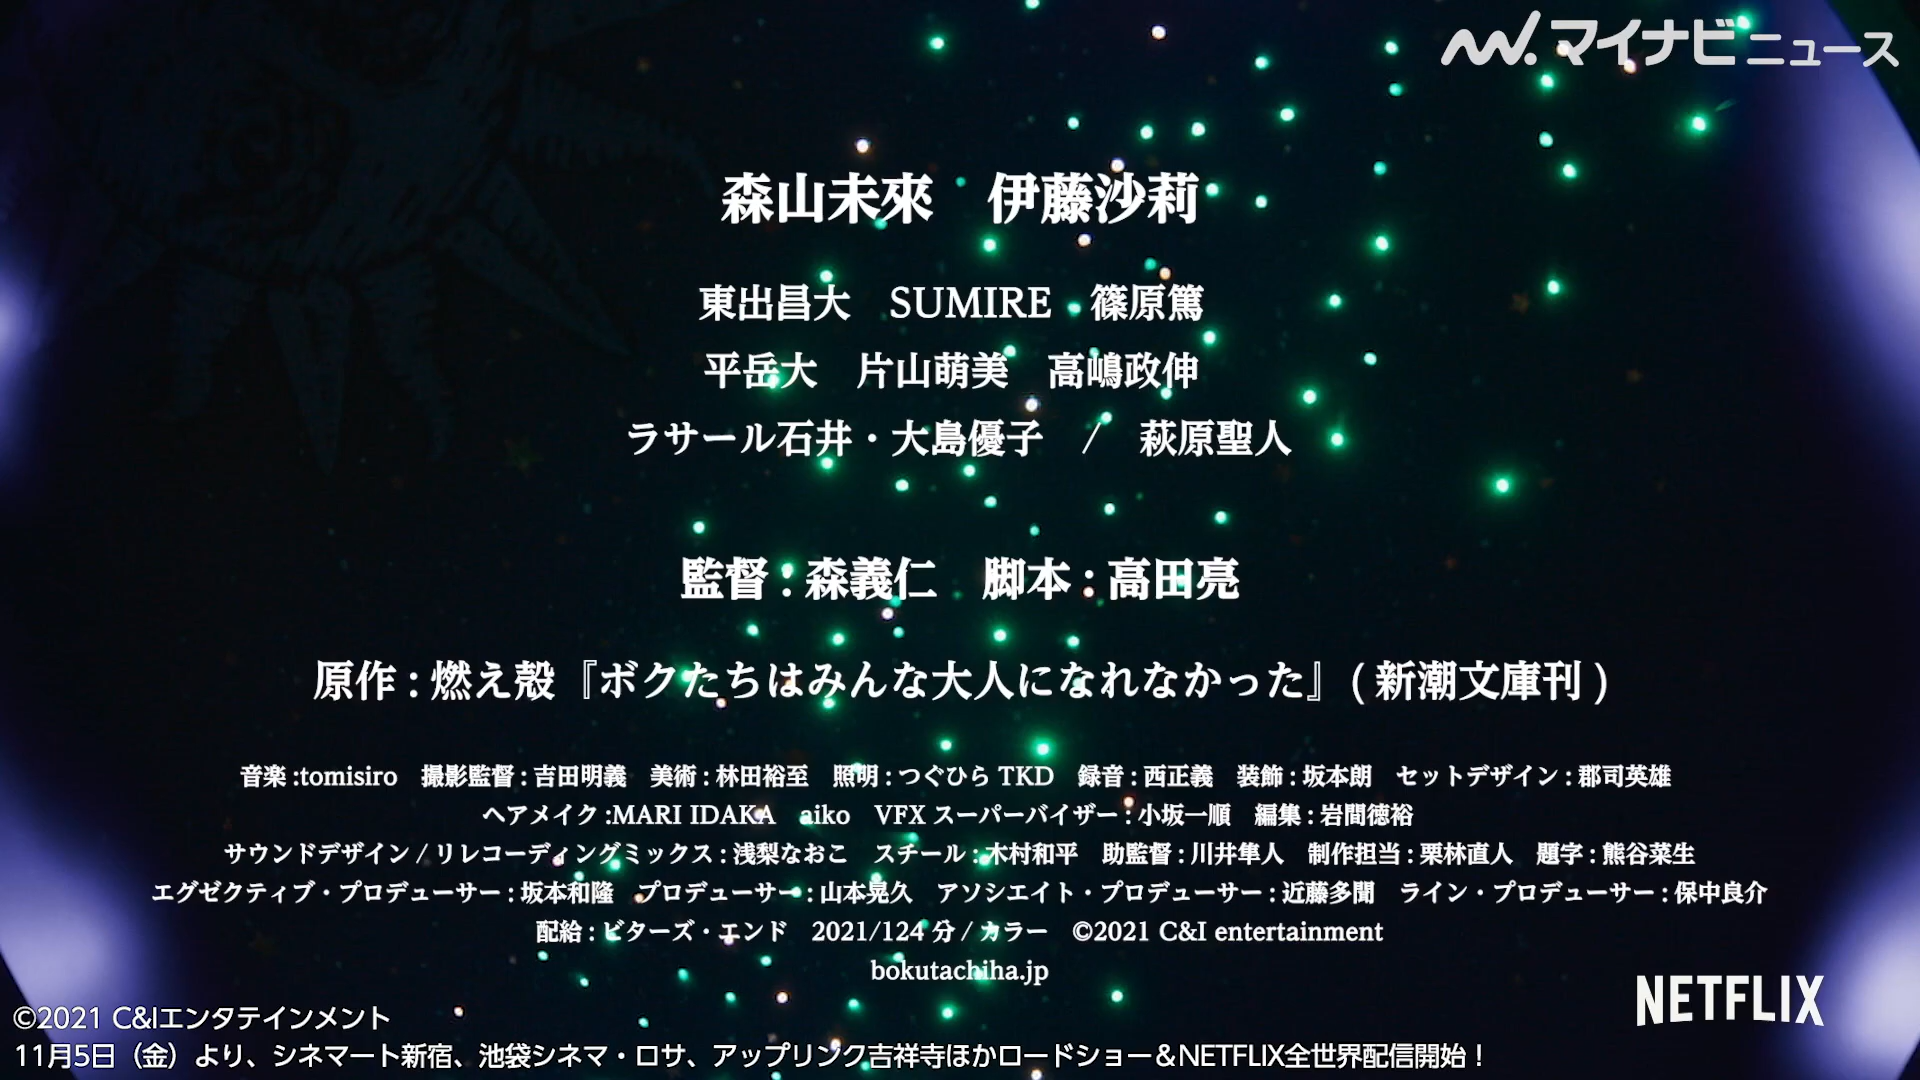 マイナビニュース
森山未來　伊藤沙莉
東出昌大　SUMIRE　篠原篤
平岳大　片山萌美　高嶋政伸
ラサール石井・大島優子　/　萩原聖人
監督 : 森義仁　脚本 : 高田亮
原作 : 燃え殻『ボクたちはみんな大人になれなかった』( 新潮文庫刊 )
音楽 :tomisiro　撮影監督 : 吉田明義　美術 : 林田裕至　照明 : つぐひら TKD　録音 : 西正義　装飾 : 坂本朗　セットデザイン : 郡司英雄
ヘアメイク :MARI IDAKA　aiko　VFX スーパーバイザー : 小坂一順　編集 : 岩間徳裕
サウンドデザイン / リレコーディングミックス : 浅梨なおこ　スチール : 木村和平　助監督 : 川井隼人　制作担当 : 栗林直人　題字 : 熊谷菜生
エグゼクティブ・プロデューサー : 坂本和隆　プロデューサー : 山本晃久　アソシエイト・プロデューサー : 近藤多聞　ライン・プロデューサー : 保中良介
配給 : ビターズ・エンド　2021/124 分 / カラー　©2021 C&I entertainment
bokutachiha.jp
NETFLIX
©2021 C&Iエンタテインメント
11月5日（金）より、シネマート新宿、池袋シネマ・ロサ、アップリンク吉祥寺ほかロードショー＆NETFLIX全世界配信開始！